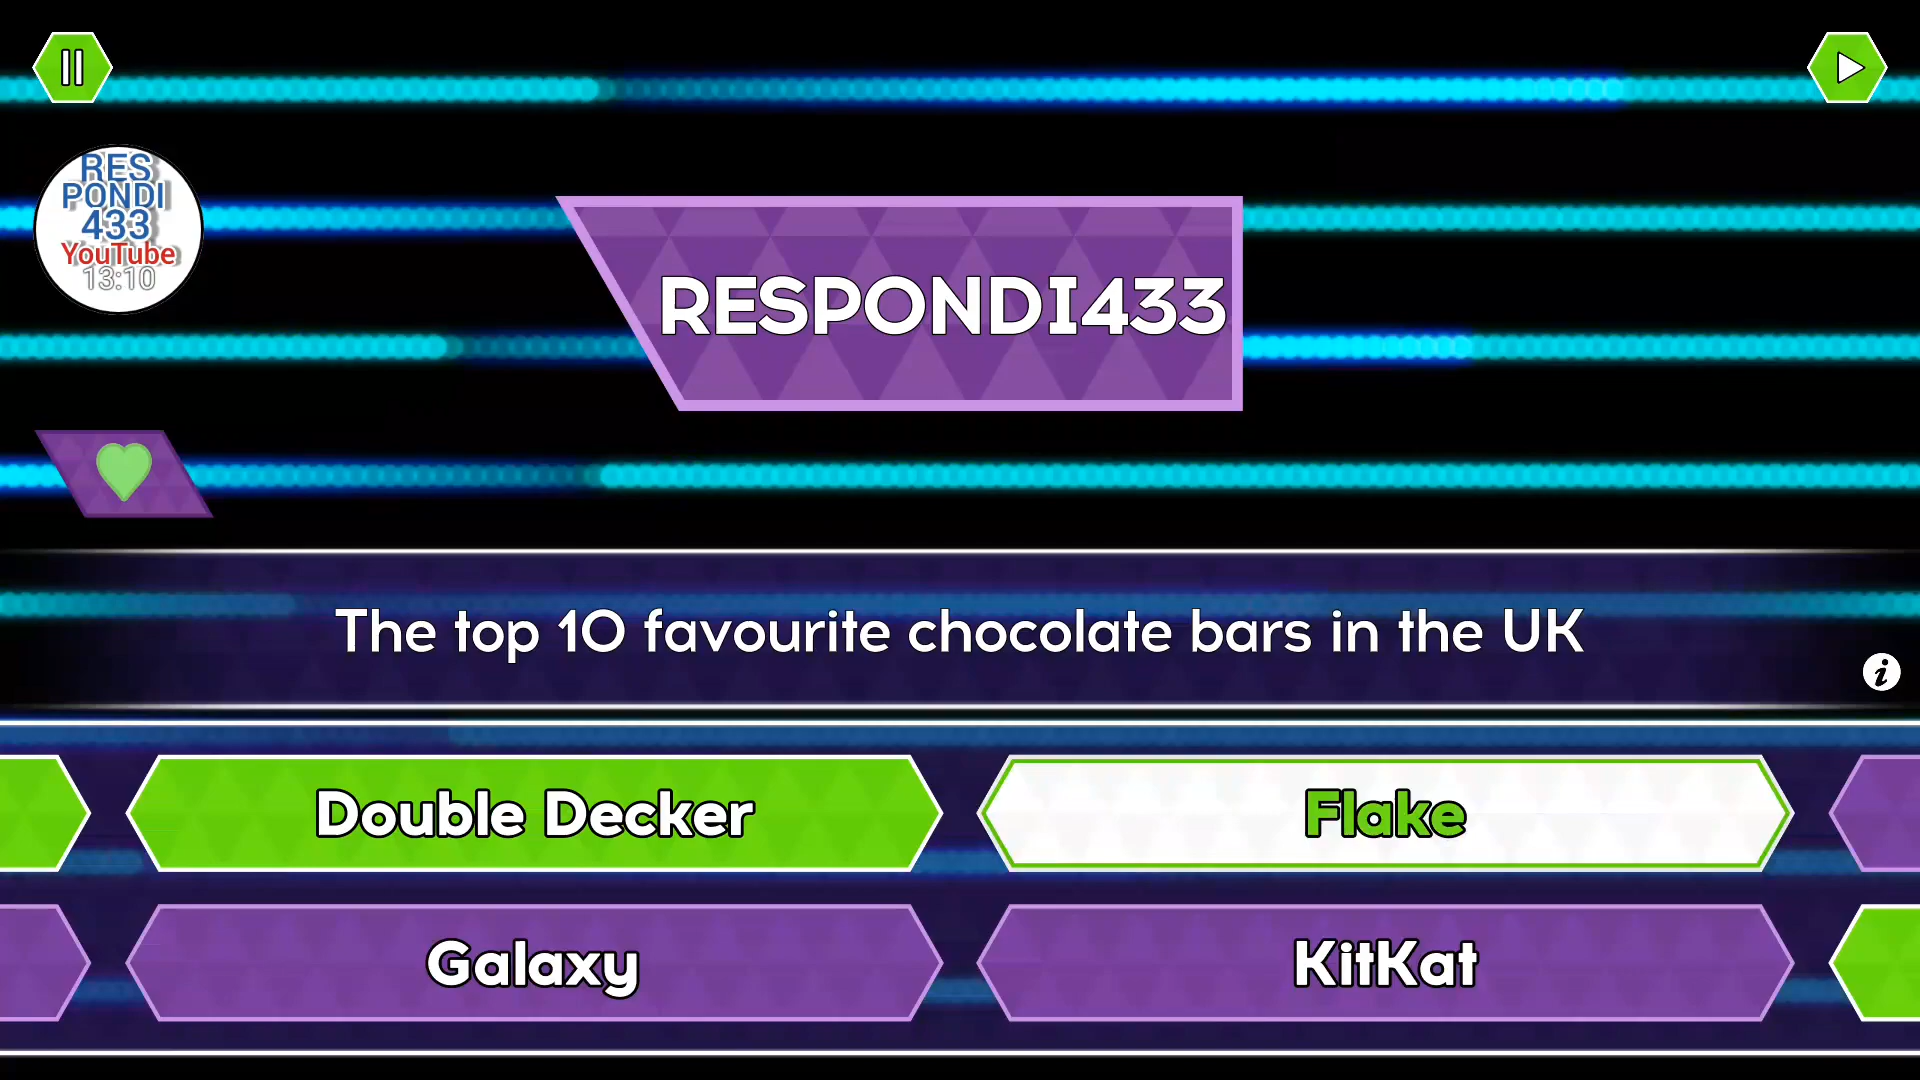 RES
PONDI
433
YouTube
13:10
RESPONDI433
The top 10 favourite chocolate bars in the UK
i
Double Decker
Flake
Galaxy
KitKat